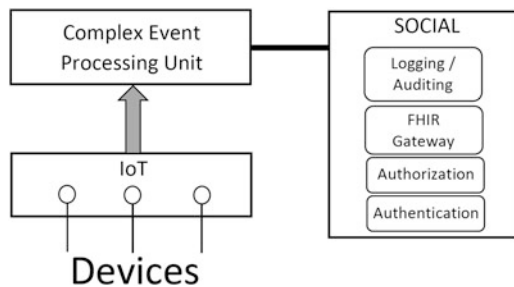 Complex Event
Processing Unit
IoT
Devices
SOCIAL
Logging /
Auditing
FHIR
Gateway
Authorization
Authentication